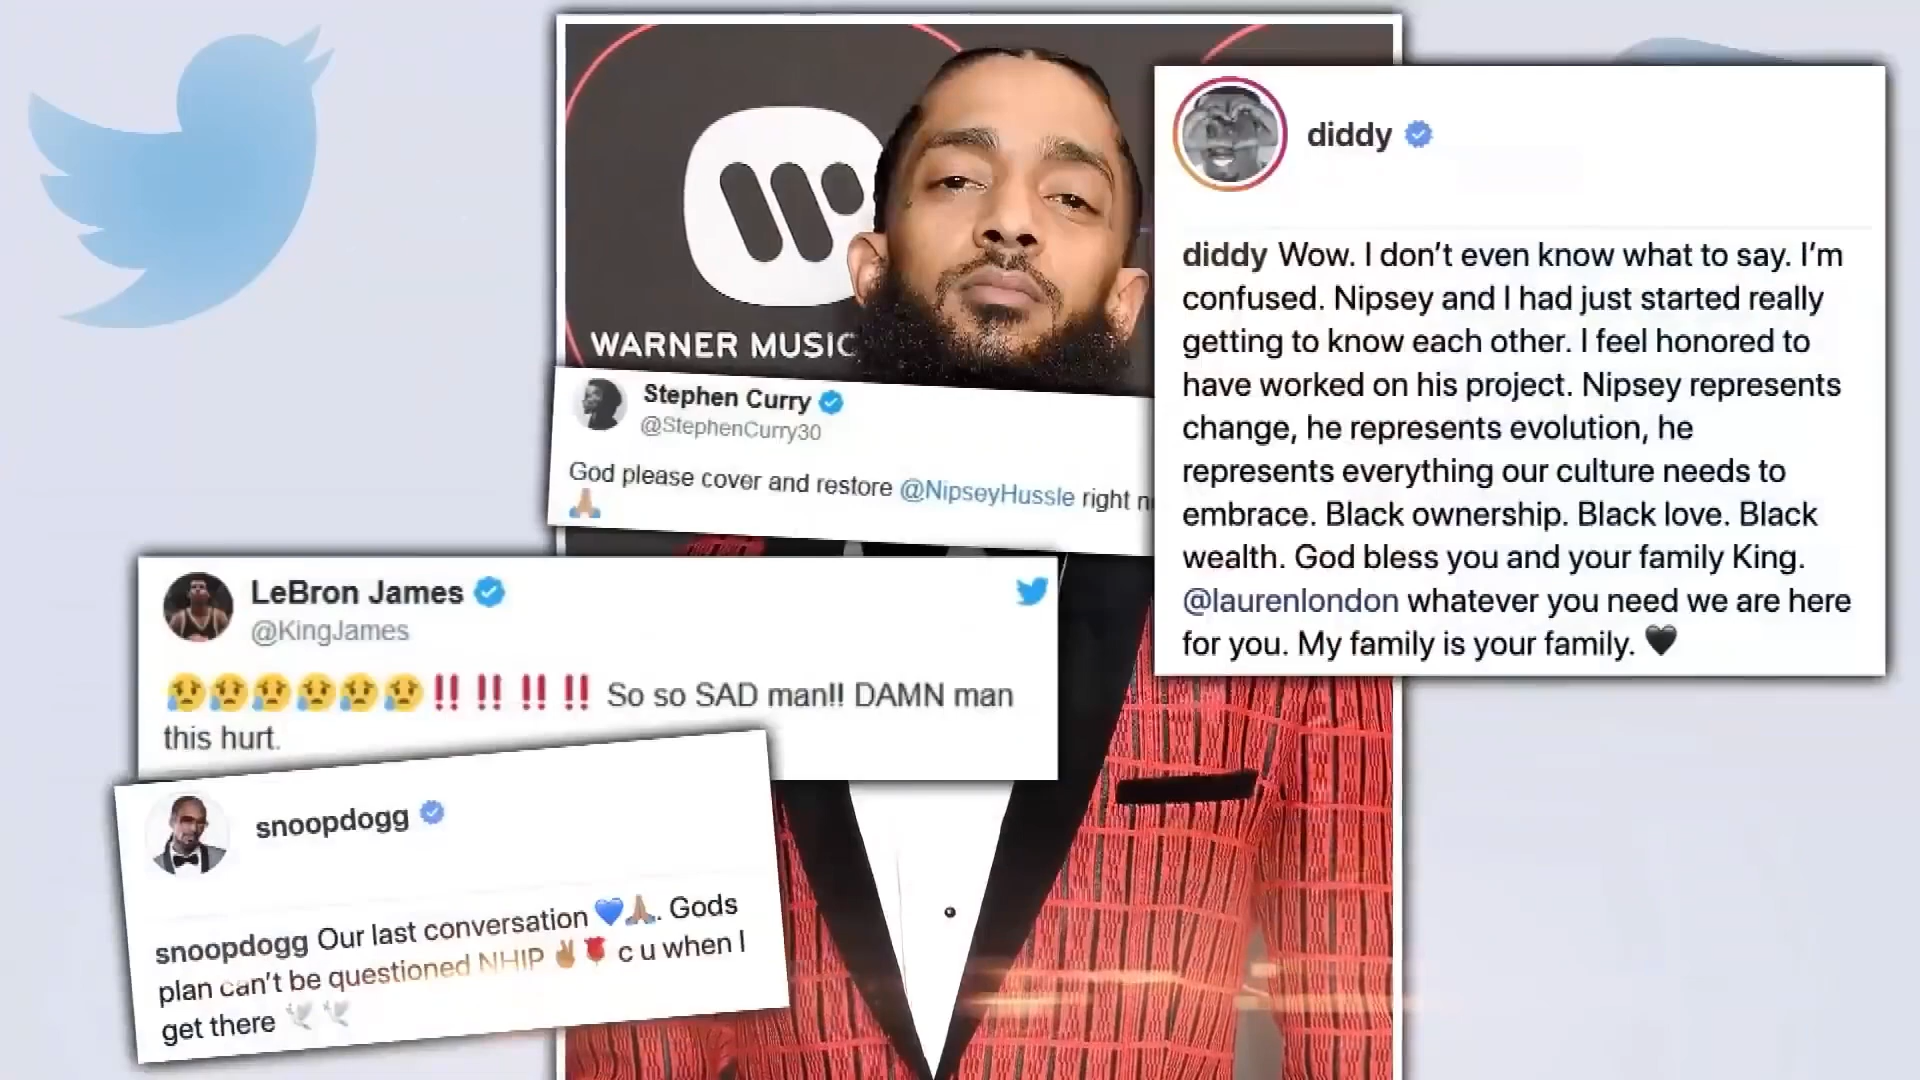 WARNER MUSIC
diddy
diddy Wow. I don’t even know what to say. I’m
confused. Nipsey and I had just started really
getting to know each other. I feel honored to
have worked on his project. Nipsey represents
change, he represents evolution, he
represents everything our culture needs to
embrace. Black ownership. Black love. Black
wealth. God bless you and your family King.
@laurenlondon whatever you need we are here
for you. My family is your family. 🖤
Stephen Curry
@StephenCurry30
God please cover and restore @NipseyHussle right
🙏🏽
LeBron James
@KingJames
😥😥😥😥😥😥‼️‼️‼️‼️ So so SAD man!! DAMN man
this hurt.
snoopdogg
snoopdogg Our last conversation 💙🙏🏽. Gods
plan can’t be questioned NHIP ✌🏾🌹 c u when I
get there 🕊🕊